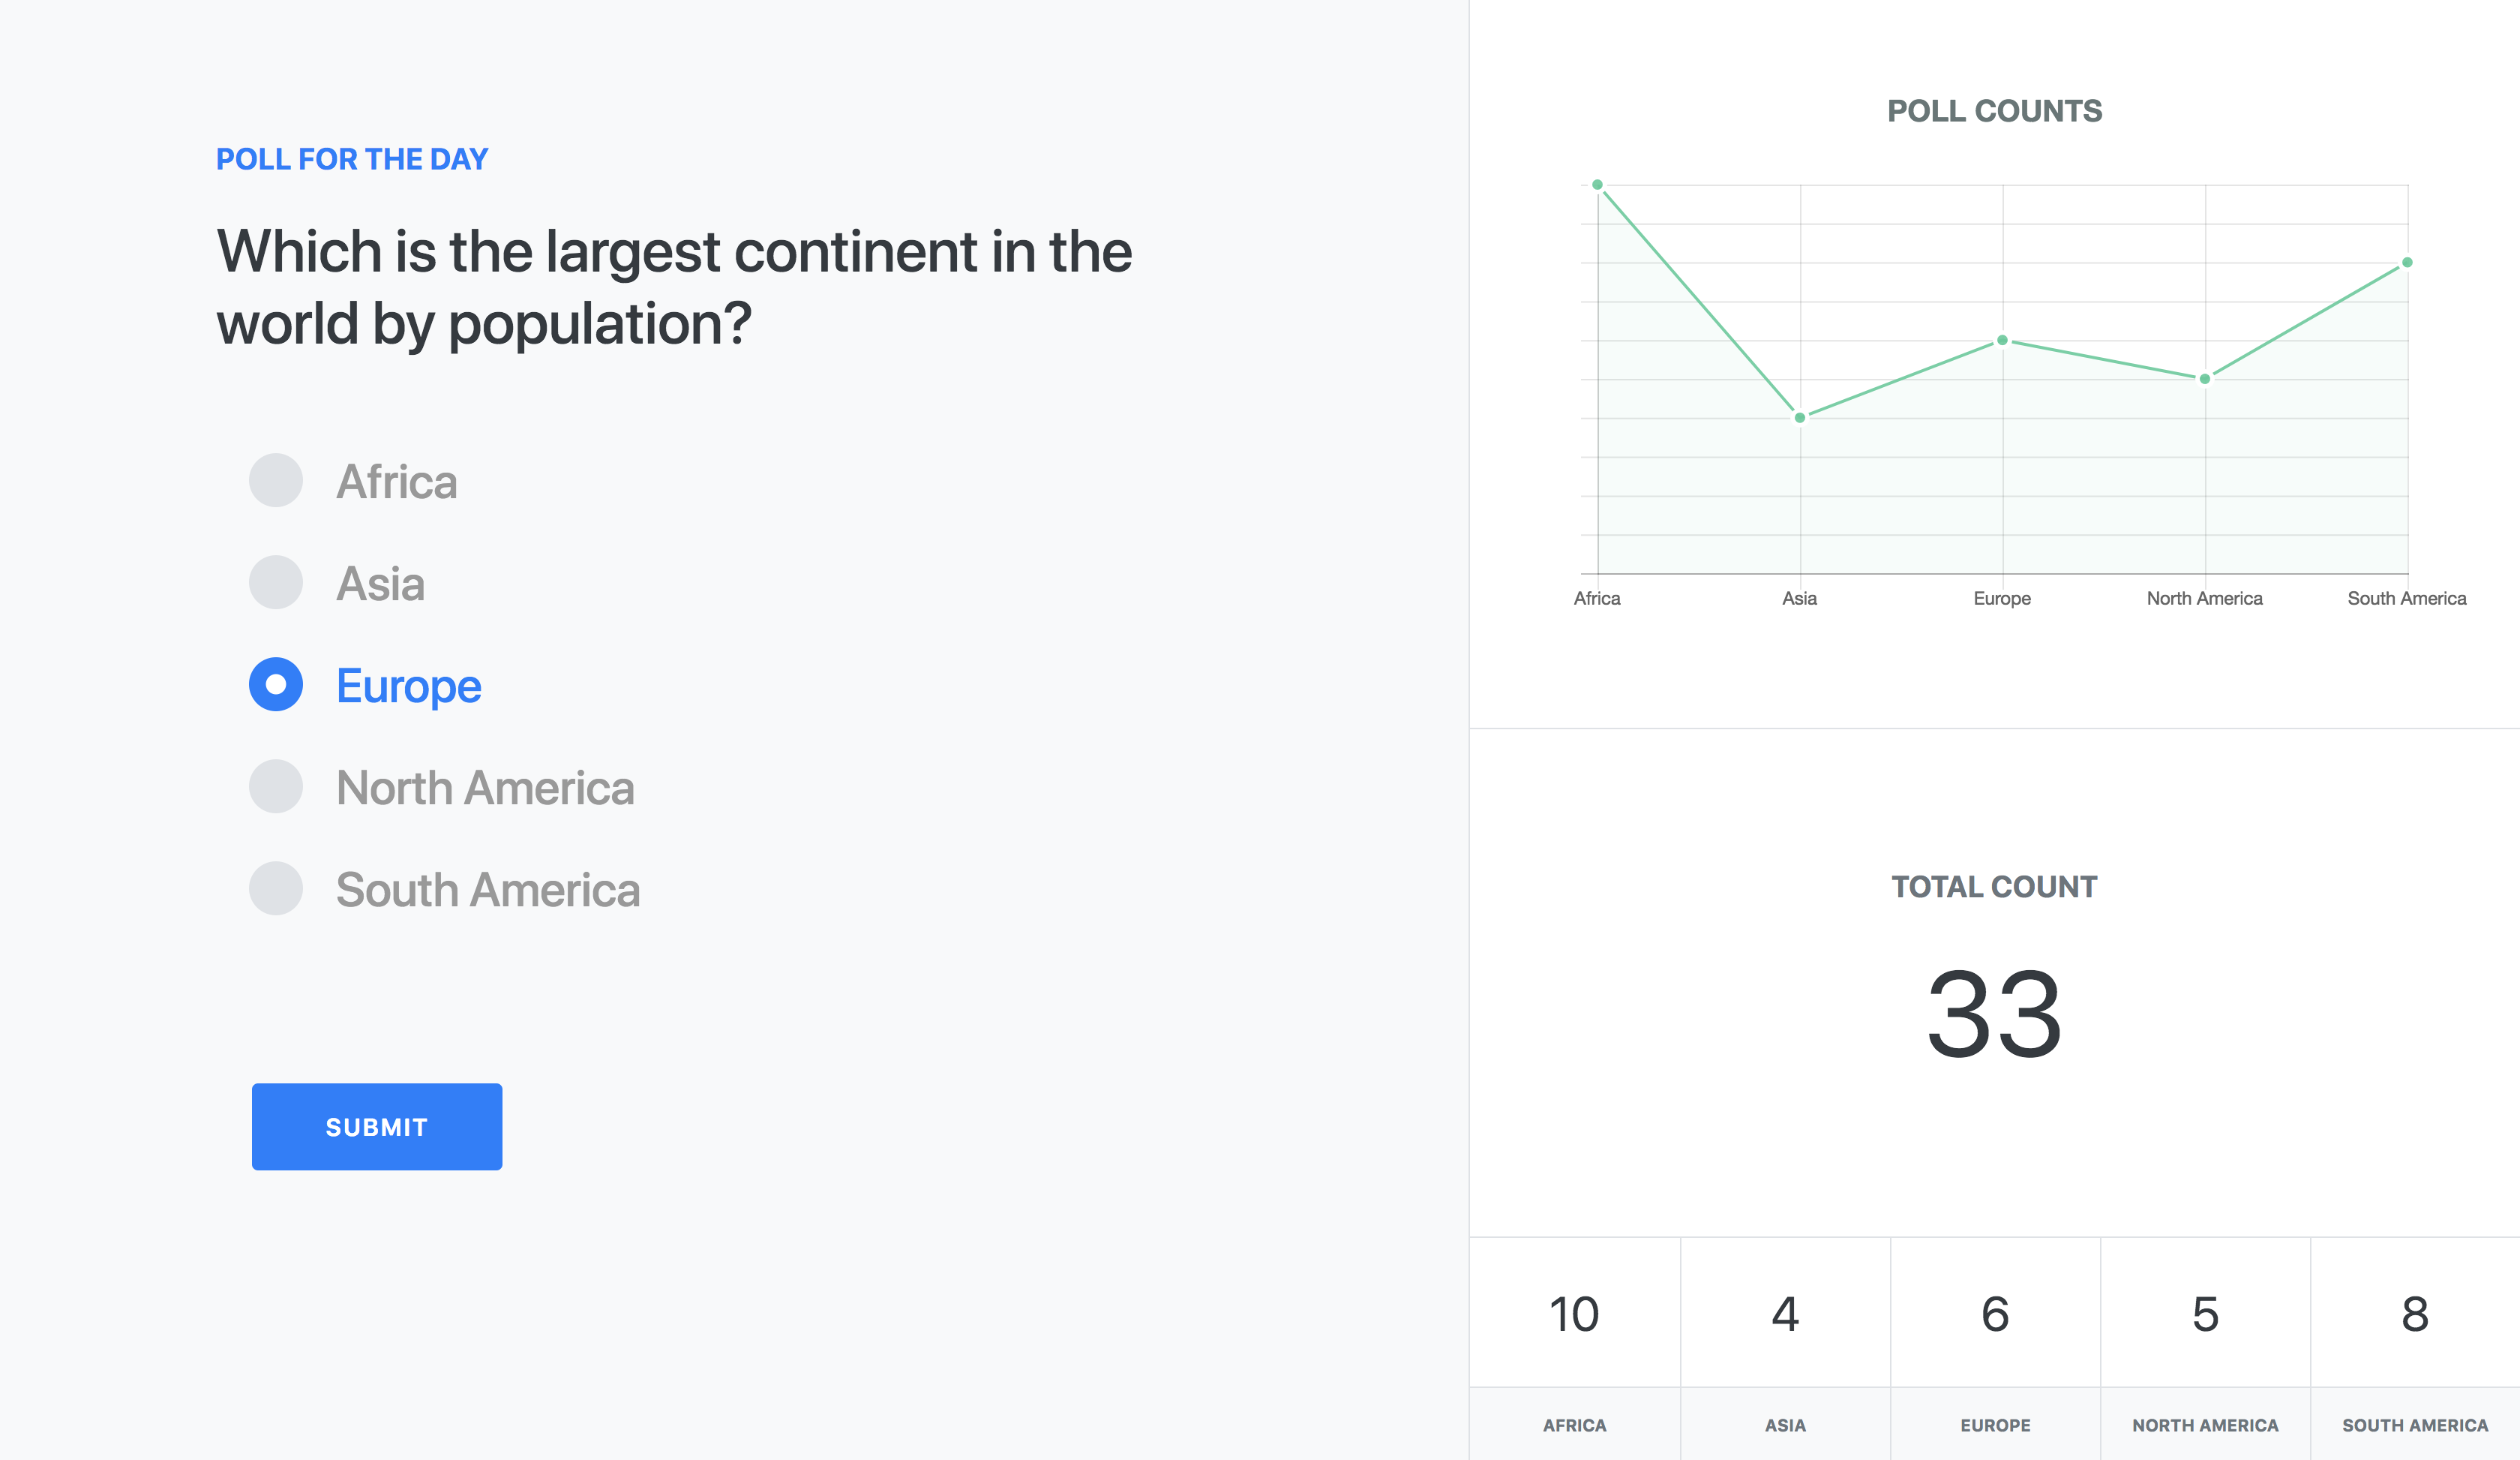 POLL FOR THE DAY
Which is the largest continent in the
world by population?
Africa
Asia
Europe
North America
South America
SUBMIT
POLL COUNTS
Africa Asia Europe North America South America
TOTAL COUNT
33
10 4 6 5 8
AFRICA ASIA EUROPE NORTH AMERICA SOUTH AMERICA